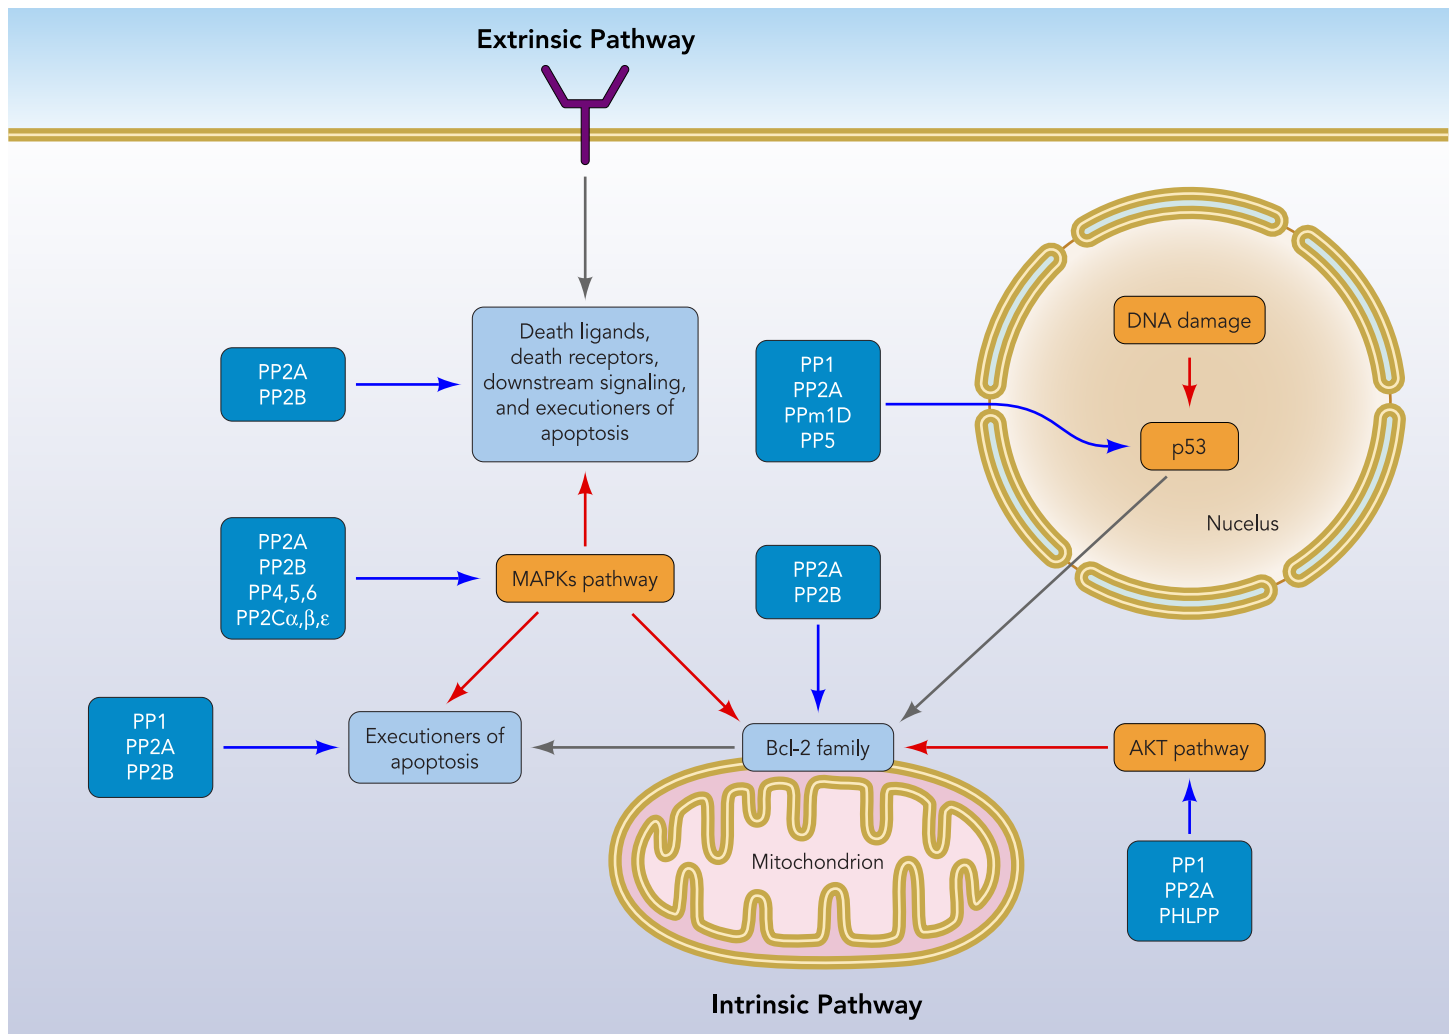 Extrinsic Pathway
Death ligands,
death receptors,
downstream signaling,
and executioners of
apoptosis
PP2A
PP2B
PP1
PP2A
PPm1D
PP5
DNA damage
p53
Nucelus
PP2A
PP2B
PP4,5,6
PP2Cα,β,ε
MAPKs pathway
PP2A
PP2B
PP1
PP2A
PP2B
Executioners of
apoptosis
Bcl-2 family
AKT pathway
Mitochondrion
PP1
PP2A
PHLPP
Intrinsic Pathway